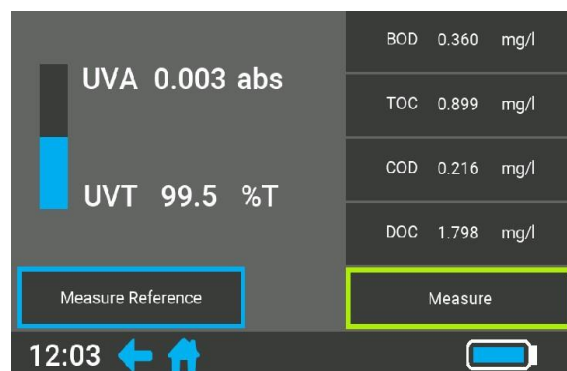 UVA 0.003 abs
UVT 99.5 %T
BOD 0.360 mg/l
TOC 0.899 mg/l
COD 0.216 mg/l
DOC 1.798 mg/l
Measure Reference
Measure
12:03